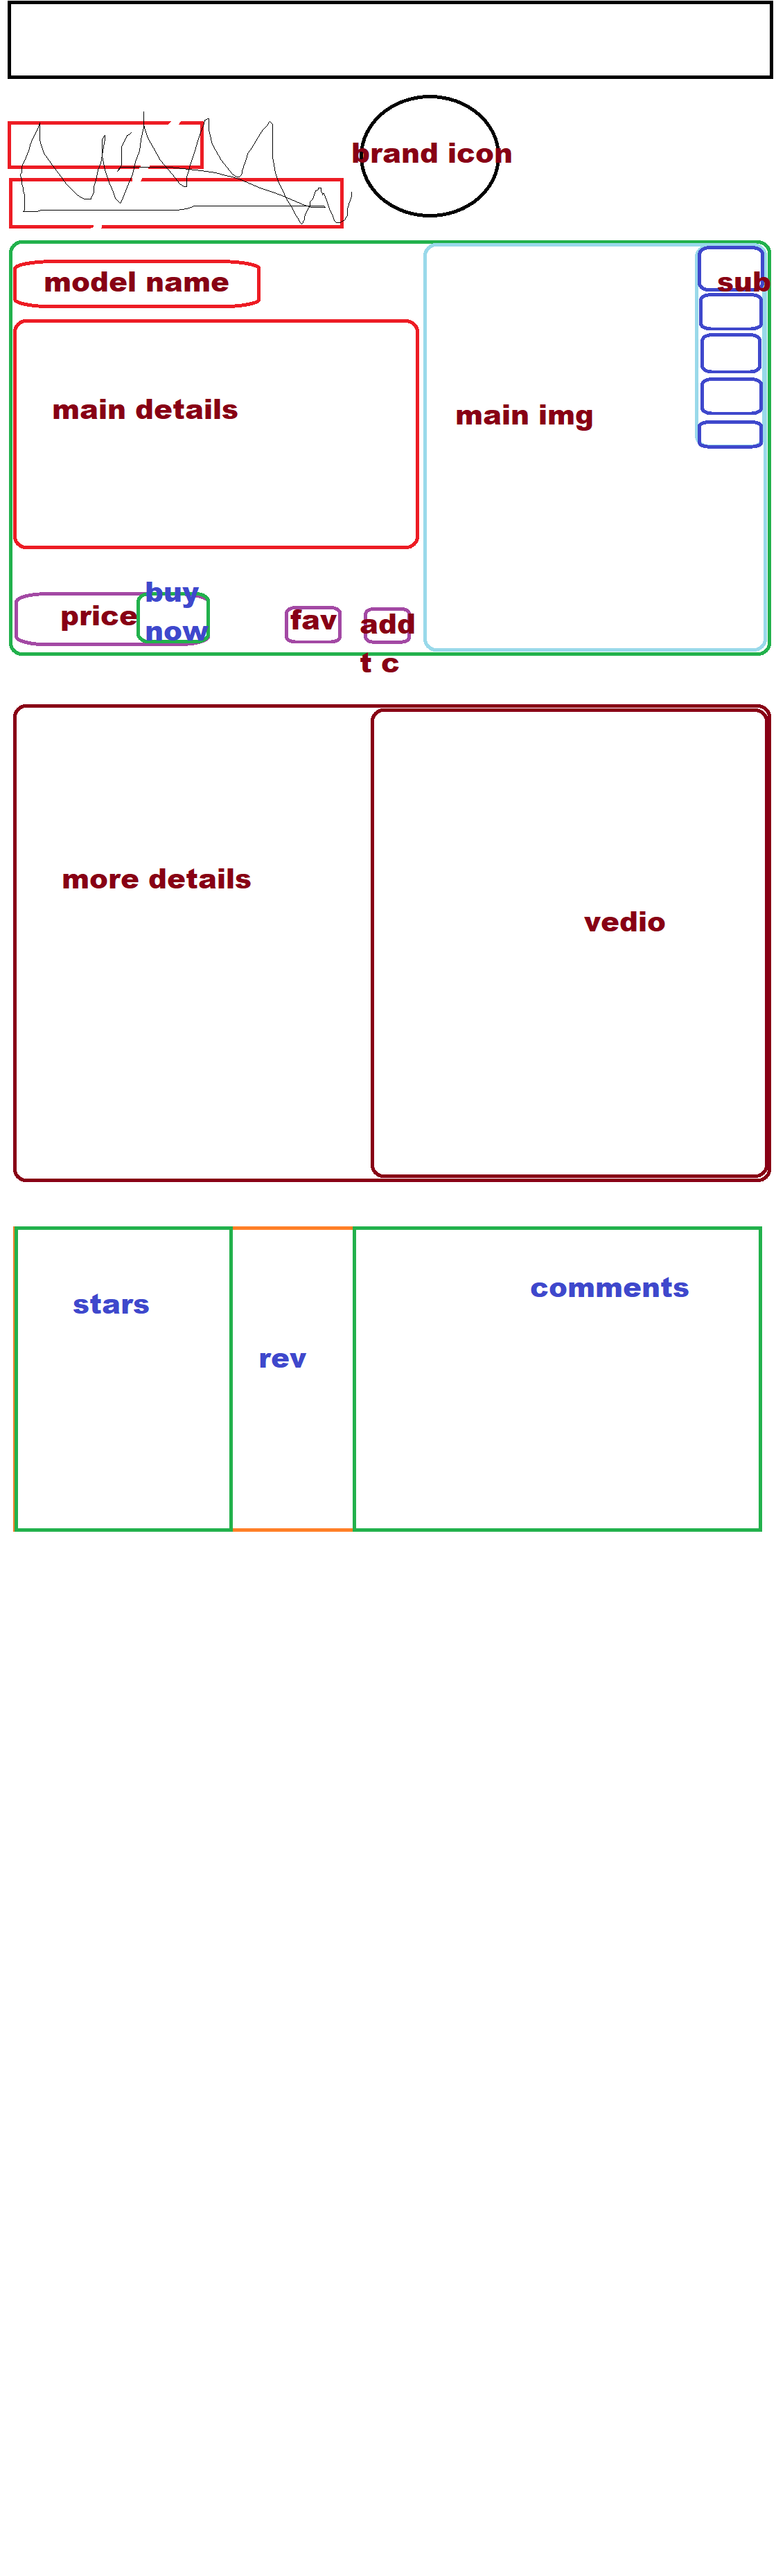 brand icon
model name
sub
main details
main img
buy
now
price
fav
add
t c
more details
vedio
stars
comments
rev